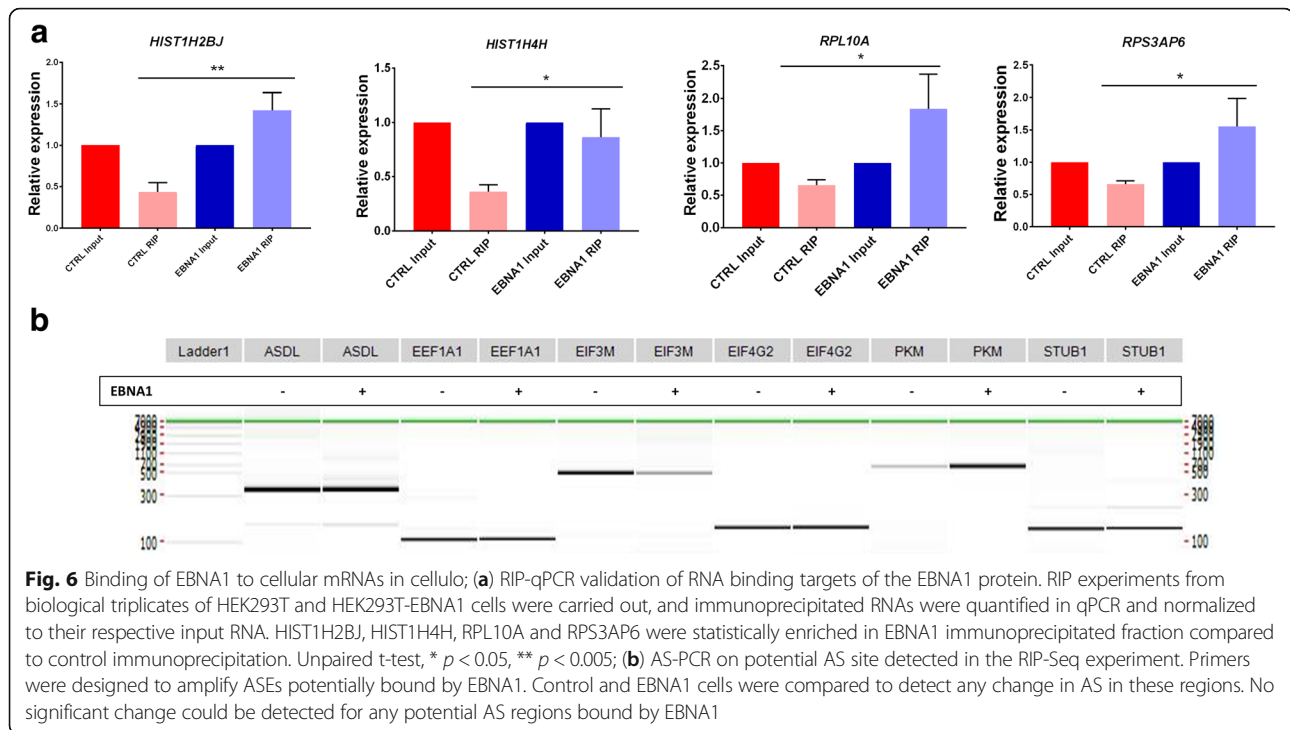 a
HIST1H2BJ
HIST1H4H
RPL10A
RPS3AP6
Relative expression
2.0
1.5
1.0
0.5
0.0
**
CTRL Input
CTRL RIP
EBNA1 Input
EBNA1 RIP
Relative expression
1.5
1.0
0.5
0.0
*
CTRL Input
CTRL RIP
EBNA1 Input
EBNA1 RIP
Relative expression
2.5
2.0
1.5
1.0
0.5
0.0
*
CTRL Input
CTRL RIP
EBNA1 Input
EBNA1 RIP
Relative expression
2.5
2.0
1.5
1.0
0.5
0.0
*
CTRL Input
CTRL RIP
EBNA1 Input
EBNA1 RIP
b
Ladder1 ASDL ASDL EEF1A1 EEF1A1 EIF3M EIF3M EIF4G2 EIF4G2 PKM PKM STUB1 STUB1
EBNA1 - + - + - + - + - + - +
500
300
100
500
300
100
Fig. 6 Binding of EBNA1 to cellular mRNAs in cellulo; (a) RIP-qPCR validation of RNA binding targets of the EBNA1 protein. RIP experiments from
biological triplicates of HEK293T and HEK293T-EBNA1 cells were carried out, and immunoprecipitated RNAs were quantified in qPCR and normalized
to their respective input RNA. HIST1H2BJ, HIST1H4H, RPL10A and RPS3AP6 were statistically enriched in EBNA1 immunoprecipitated fraction compared
to control immunoprecipitation. Unpaired t-test, * p < 0.05, ** p < 0.005; (b) AS-PCR on potential AS site detected in the RIP-Seq experiment. Primers
were designed to amplify ASEs potentially bound by EBNA1. Control and EBNA1 cells were compared to detect any change in AS in these regions. No
significant change could be detected for any potential AS regions bound by EBNA1